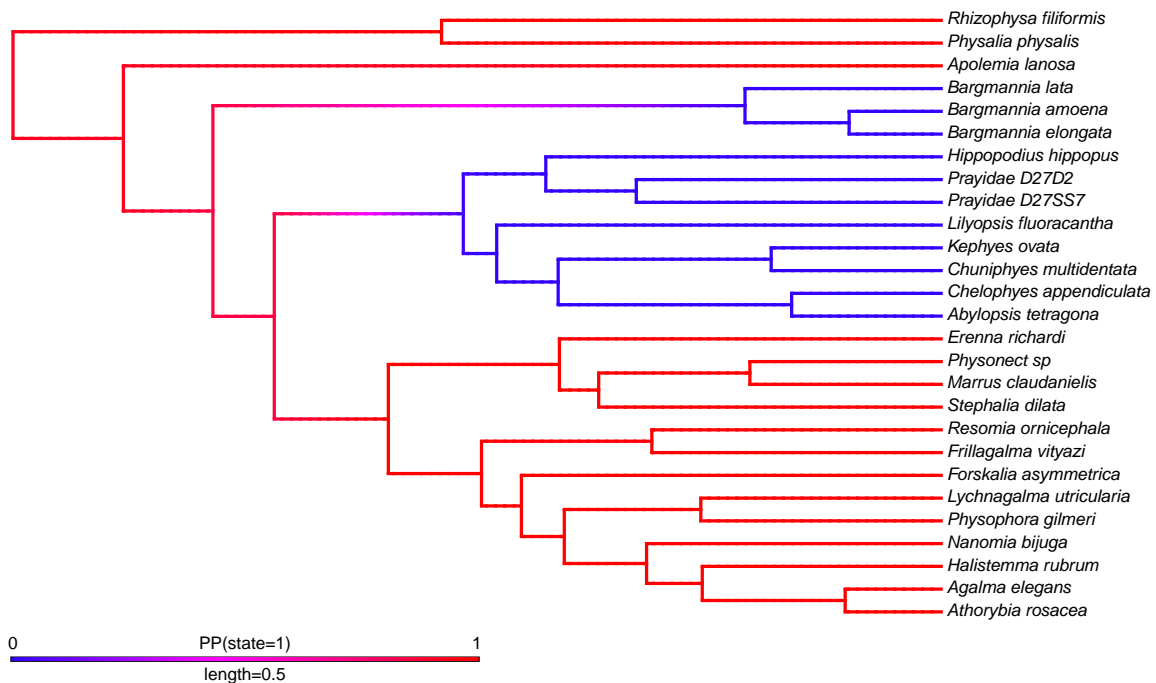 Rhizophysa filiformis
Physalia physalis
Apolemia lanosa
Bargmannia lata
Bargmannia amoena
Bargmannia elongata
Hippopodius hippopus
Prayidae D27D2
Prayidae D27SS7
Lilyopsis fluoracantha
Kephyes ovata
Chuniphyes multidentata
Chelophyes appendiculata
Abylopsis tetragona
Erenna richardi
Physonect sp
Marrus claudanielis
Stephalia dilata
Resomia ornicephala
Frillagalma vityazi
Forskalia asymmetrica
Lychnagalma utricularia
Physophora gilmeri
Nanomia bijuga
Halistemma rubrum
Agalma elegans
Athorybia rosacea
0 PP(state=1) 1
length=0.5